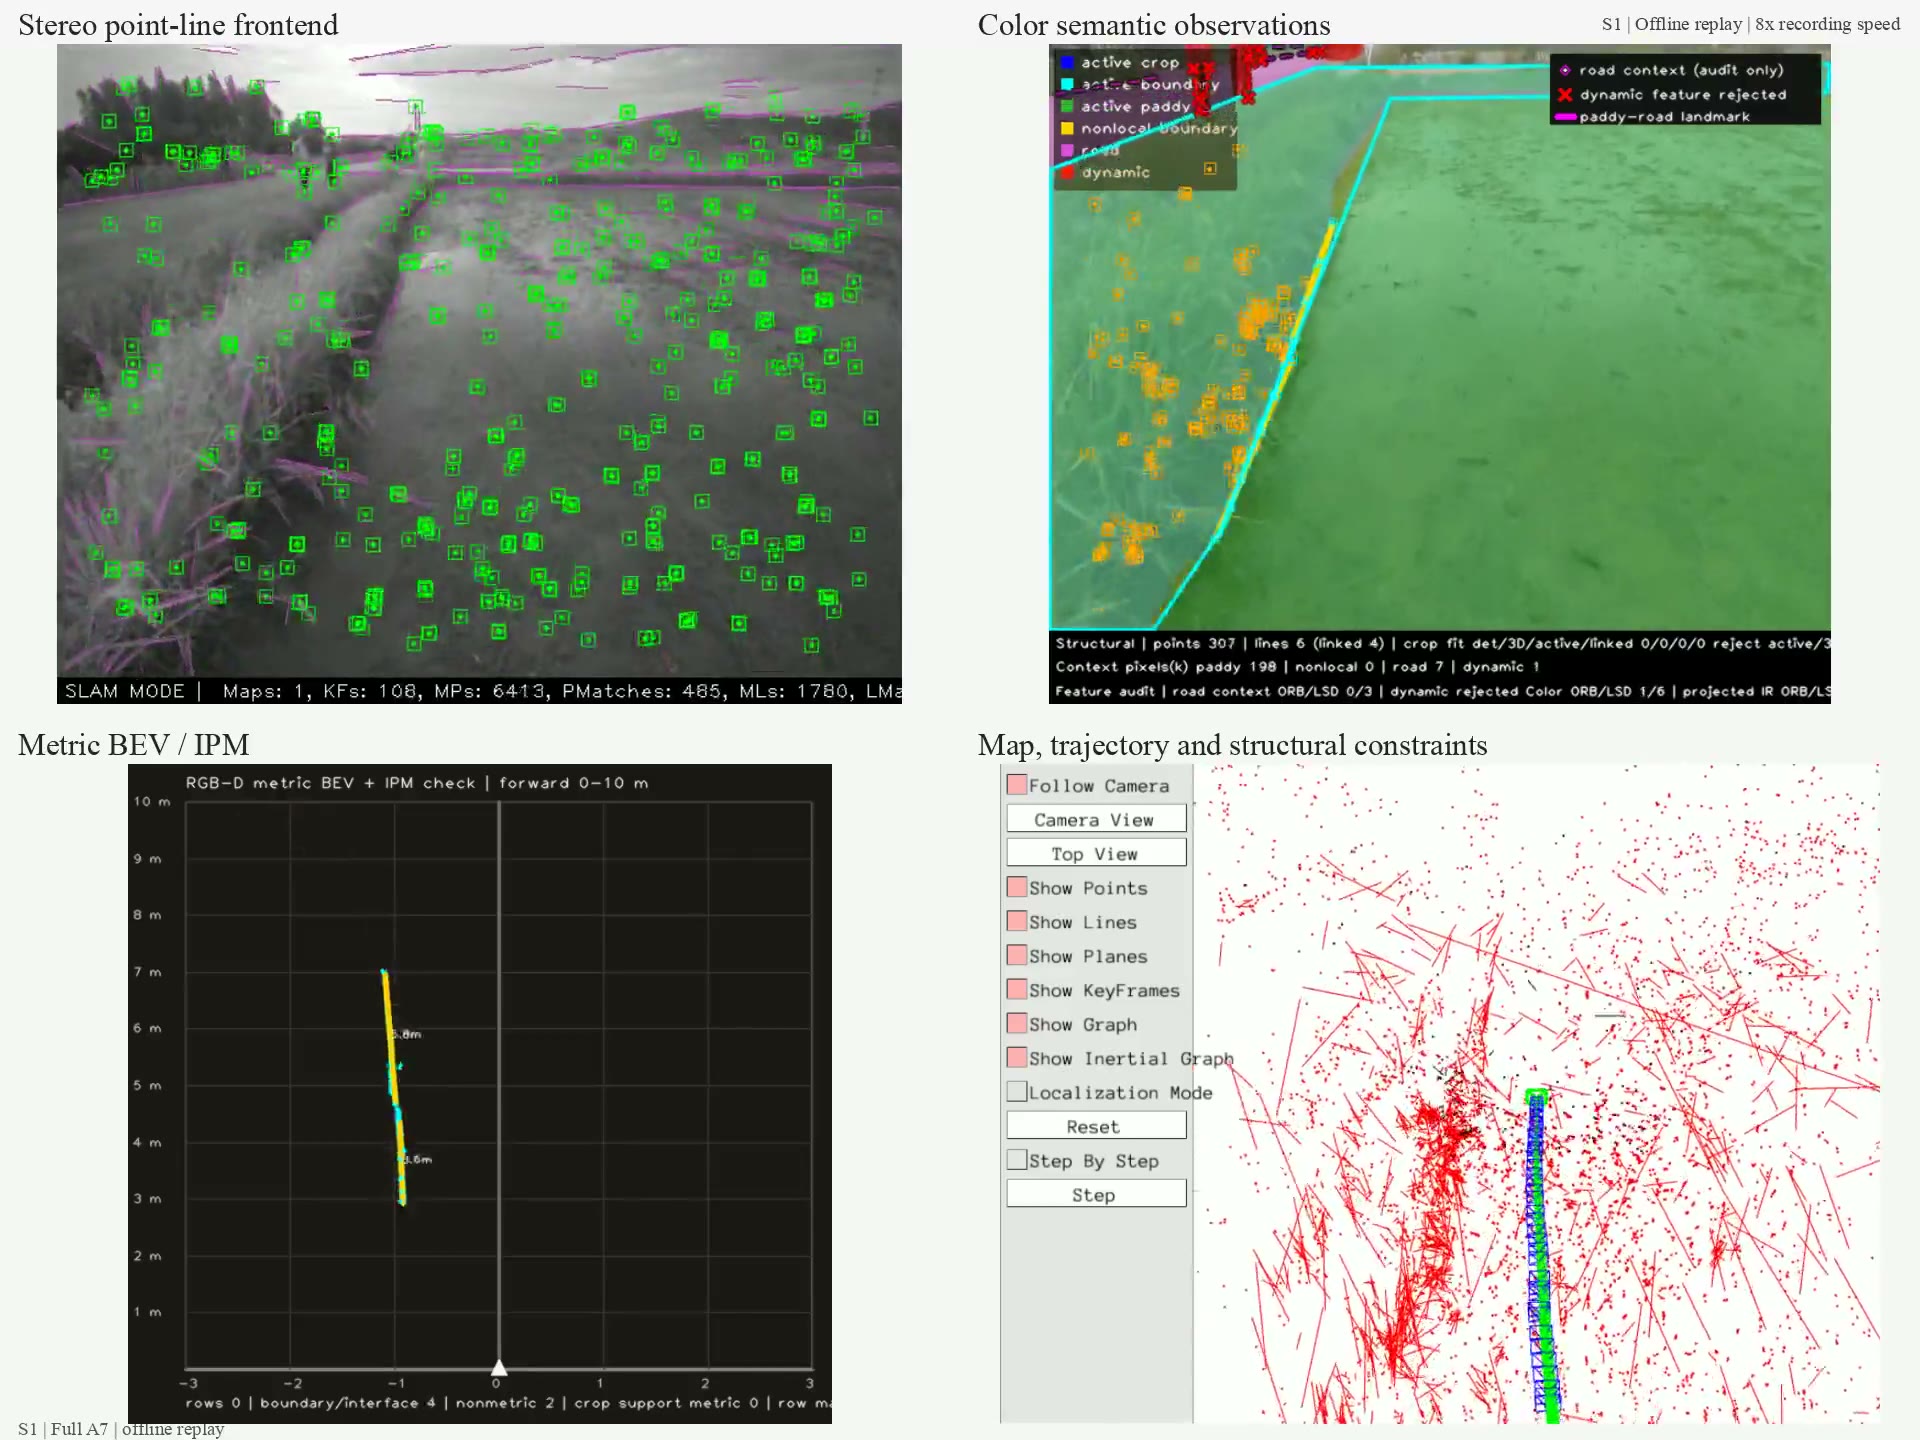 Stereo point-line frontend
Color semantic observations
S1 | Offline replay | 8x recording speed
active crop
active boundary
active paddy
nonlocal boundary
road
dynamic
road context (audit only)
dynamic feature rejected
paddy-road landmark
SLAM MODE | Maps: 1, KFs: 108, MPs: 6413, PMatches: 485, MLs: 1780, LMa
Structural | points 307 | lines 6 (linked 4) | crop fit det/3D/active/linked 0/0/0/0 reject active/3
Context pixels(k) paddy 198 | nonlocal 0 | road 7 | dynamic 1
Feature audit | road context ORB/LSD 0/3 | dynamic rejected Color ORB/LSD 1/6 | projected IR ORB/LS
Metric BEV / IPM
RGB-D metric BEV + IPM check | forward 0-10 m
10 m
9 m
8 m
7 m
6 m
5.8m
5 m
4 m
3.6m
3 m
2 m
1 m
-3
-2
-1
0
1
2
3
rows 0 | boundary/interface 4 | nonmetric 2 | crop support metric 0 | row ma
S1 | Full A7 | offline replay
Map, trajectory and structural constraints
Follow Camera
Camera View
Top View
Show Points
Show Lines
Show Planes
Show KeyFrames
Show Graph
Show Inertial Graph
Localization Mode
Reset
Step By Step
Step